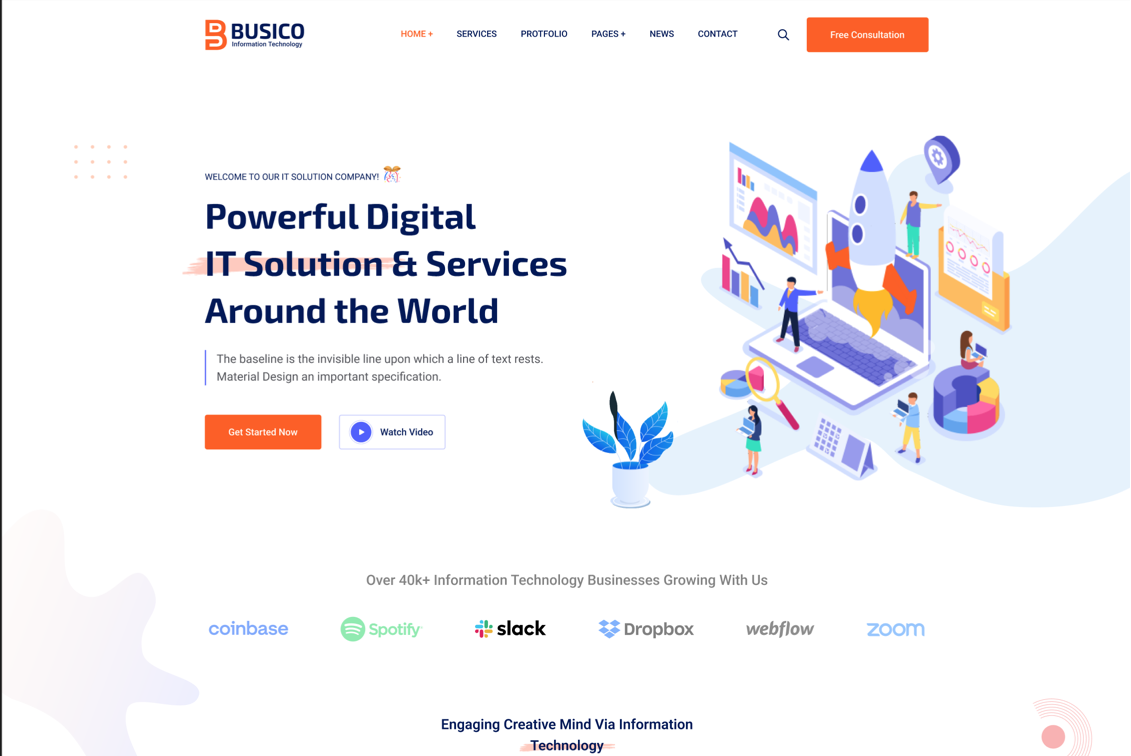 BUSICO
Information Technology
HOME + SERVICES PROTFOLIO PAGES + NEWS CONTACT
Free Consultation
WELCOME TO OUR IT SOLUTION COMPANY!
Powerful Digital
IT Solution & Services
Around the World
The baseline is the invisible line upon which a line of text rests.
Material Design an important specification.
Get Started Now
Watch Video
Over 40k+ Information Technology Businesses Growing With Us
coinbase Spotify slack Dropbox webflow zoom
Engaging Creative Mind Via Information
Technology